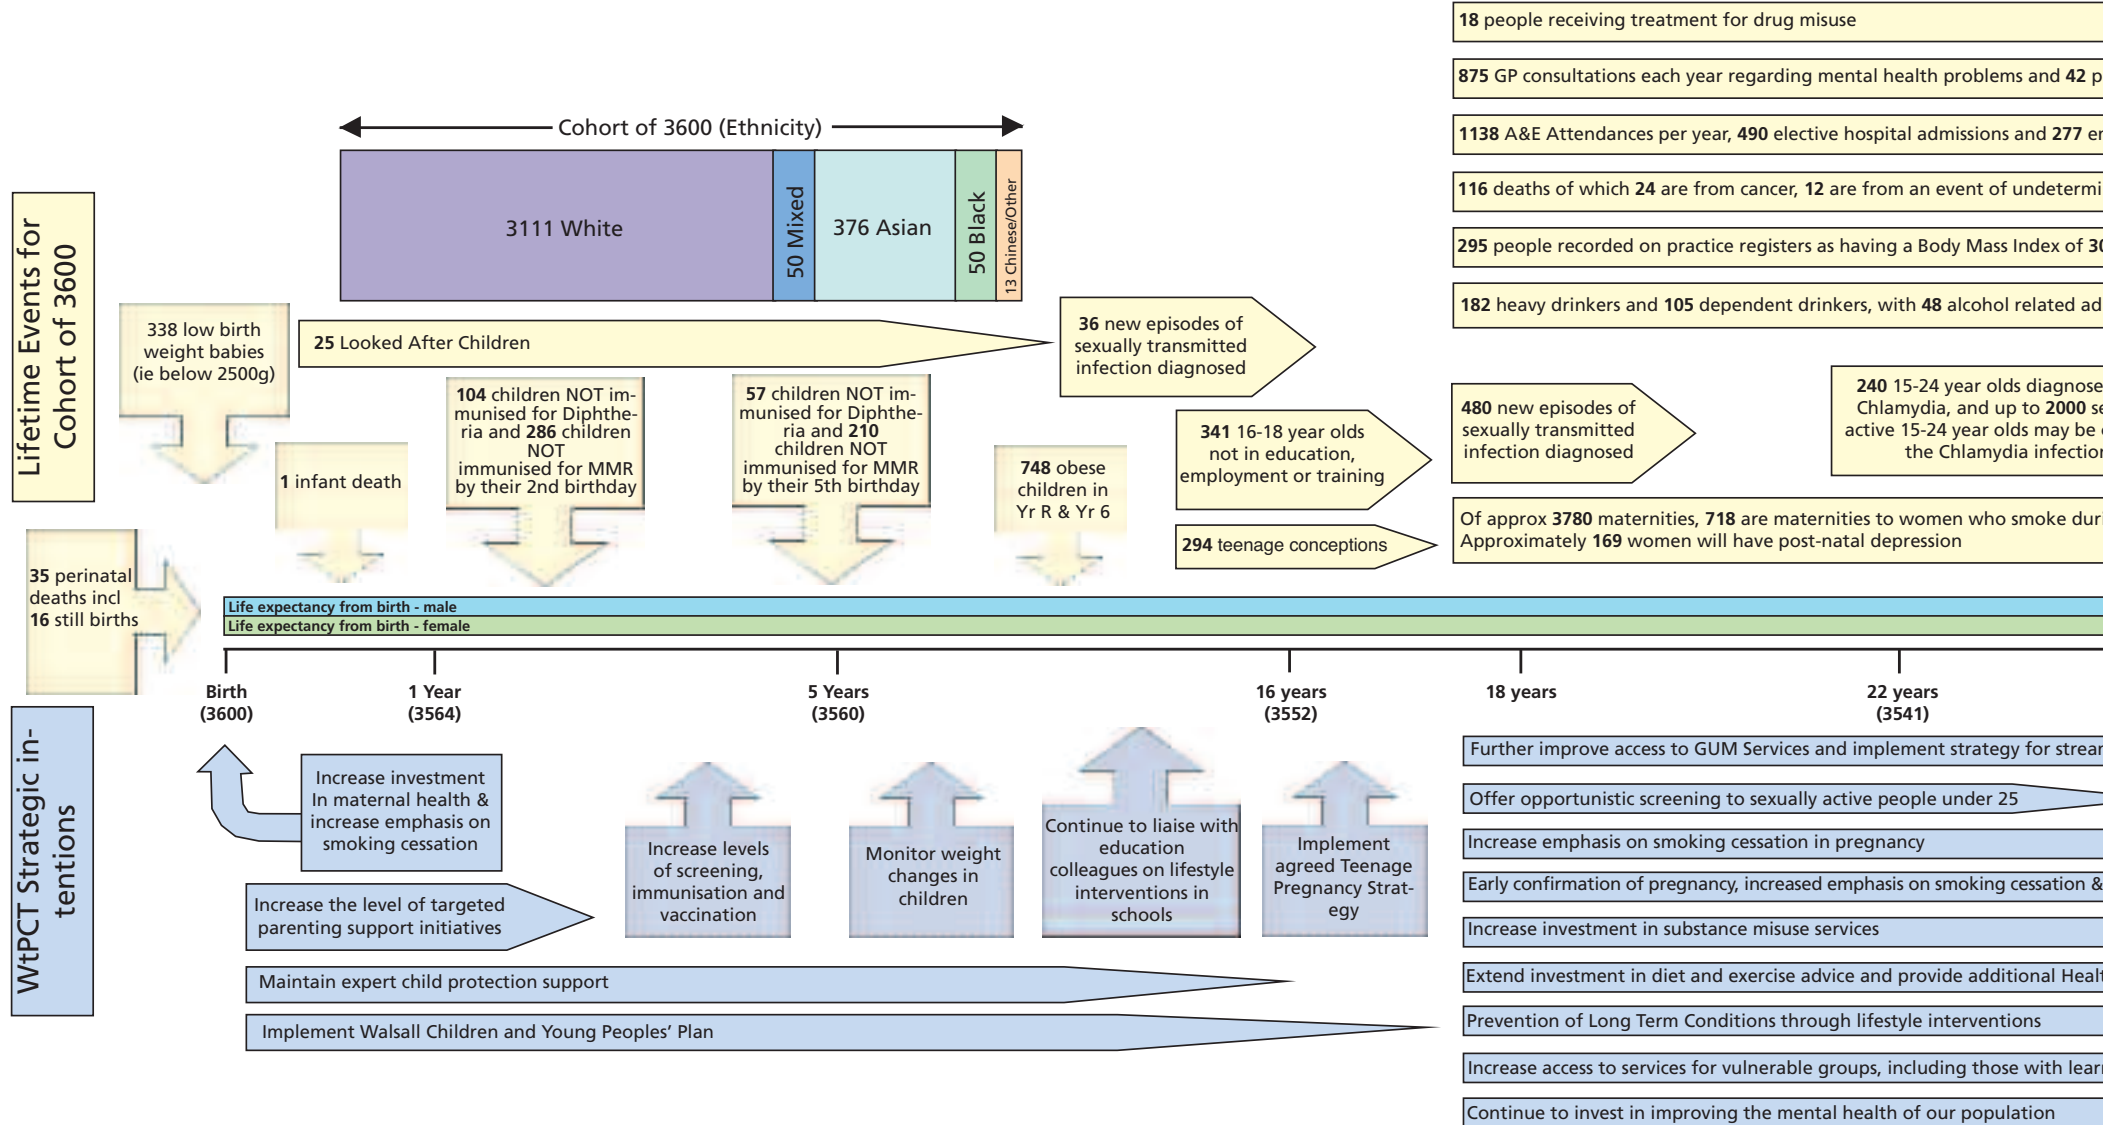 18 people receiving treatment for drug misuse
875 GP consultations each year regarding mental health problems and 42 p
1138 A&E Attendances per year, 490 elective hospital admissions and 277 er
116 deaths of which 24 are from cancer, 12 are from an event of undetermi
295 people recorded on practice registers as having a Body Mass Index of 30
182 heavy drinkers and 105 dependent drinkers, with 48 alcohol related ad
Cohort of 3600 (Ethnicity)
3111 White
50 Mixed
376 Asian
50 Black
13 Chinese/Other
Lifetime Events for
Cohort of 3600
338 low birth
weight babies
(ie below 2500g)
25 Looked After Children
36 new episodes of
sexually transmitted
infection diagnosed
1 infant death
104 children NOT im-
munised for Diphthe-
ria and 286 children
NOT
immunised for MMR
by their 2nd birthday
57 children NOT im-
munised for Diphthe-
ria and 210
children NOT
immunised for MMR
by their 5th birthday
748 obese
children in
Yr R & Yr 6
341 16-18 year olds
not in education,
employment or training
294 teenage conceptions
480 new episodes of
sexually transmitted
infection diagnosed
240 15-24 year olds diagnose
Chlamydia, and up to 2000 se
active 15-24 year olds may be
the Chlamydia infection
Of approx 3780 maternities, 718 are maternities to women who smoke duri
Approximately 169 women will have post-natal depression
35 perinatal
deaths incl
16 still births
Life expectancy from birth - male
Life expectancy from birth - female
Birth
(3600)
1 Year
(3564)
5 Years
(3560)
16 years
(3552)
18 years
22 years
(3541)
WtPCT Strategic in-
tentions
Increase investment
In maternal health &
increase emphasis on
smoking cessation
Increase the level of targeted
parenting support initiatives
Increase levels
of screening,
immunisation and
vaccination
Monitor weight
changes in
children
Continue to liaise with
education
colleagues on lifestyle
interventions in
schools
Implement
agreed Teenage
Pregnancy Strat-
egy
Maintain expert child protection support
Implement Walsall Children and Young Peoples' Plan
Further improve access to GUM Services and implement strategy for strear
Offer opportunistic screening to sexually active people under 25
Increase emphasis on smoking cessation in pregnancy
Early confirmation of pregnancy, increased emphasis on smoking cessation &
Increase investment in substance misuse services
Extend investment in diet and exercise advice and provide additional Healt
Prevention of Long Term Conditions through lifestyle interventions
Increase access to services for vulnerable groups, including those with learn
Continue to invest in improving the mental health of our population